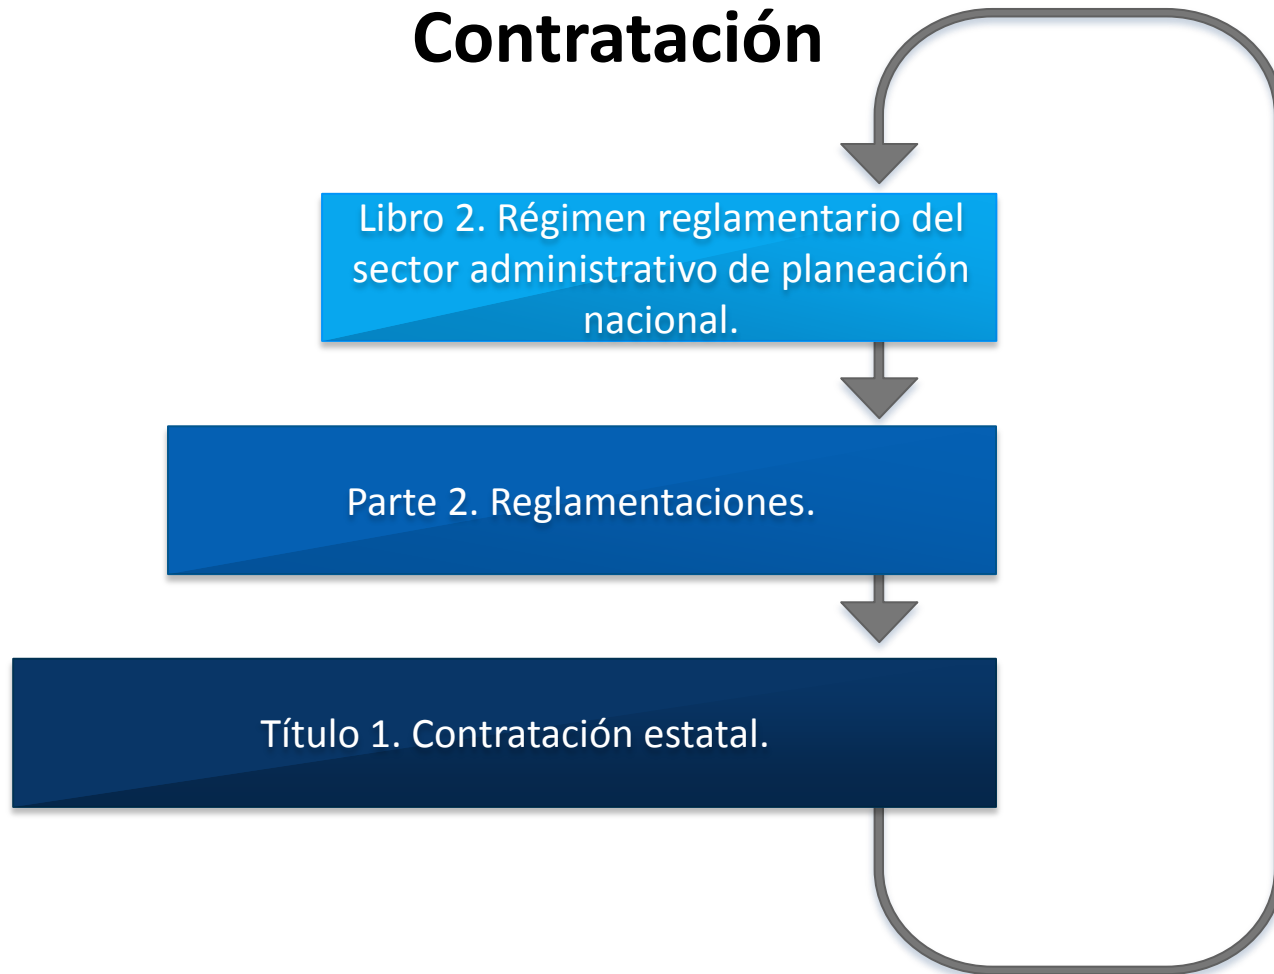 Contratación
Libro 2. Régimen reglamentario del
sector administrativo de planeación
nacional.
Parte 2. Reglamentaciones.
Título 1. Contratación estatal.